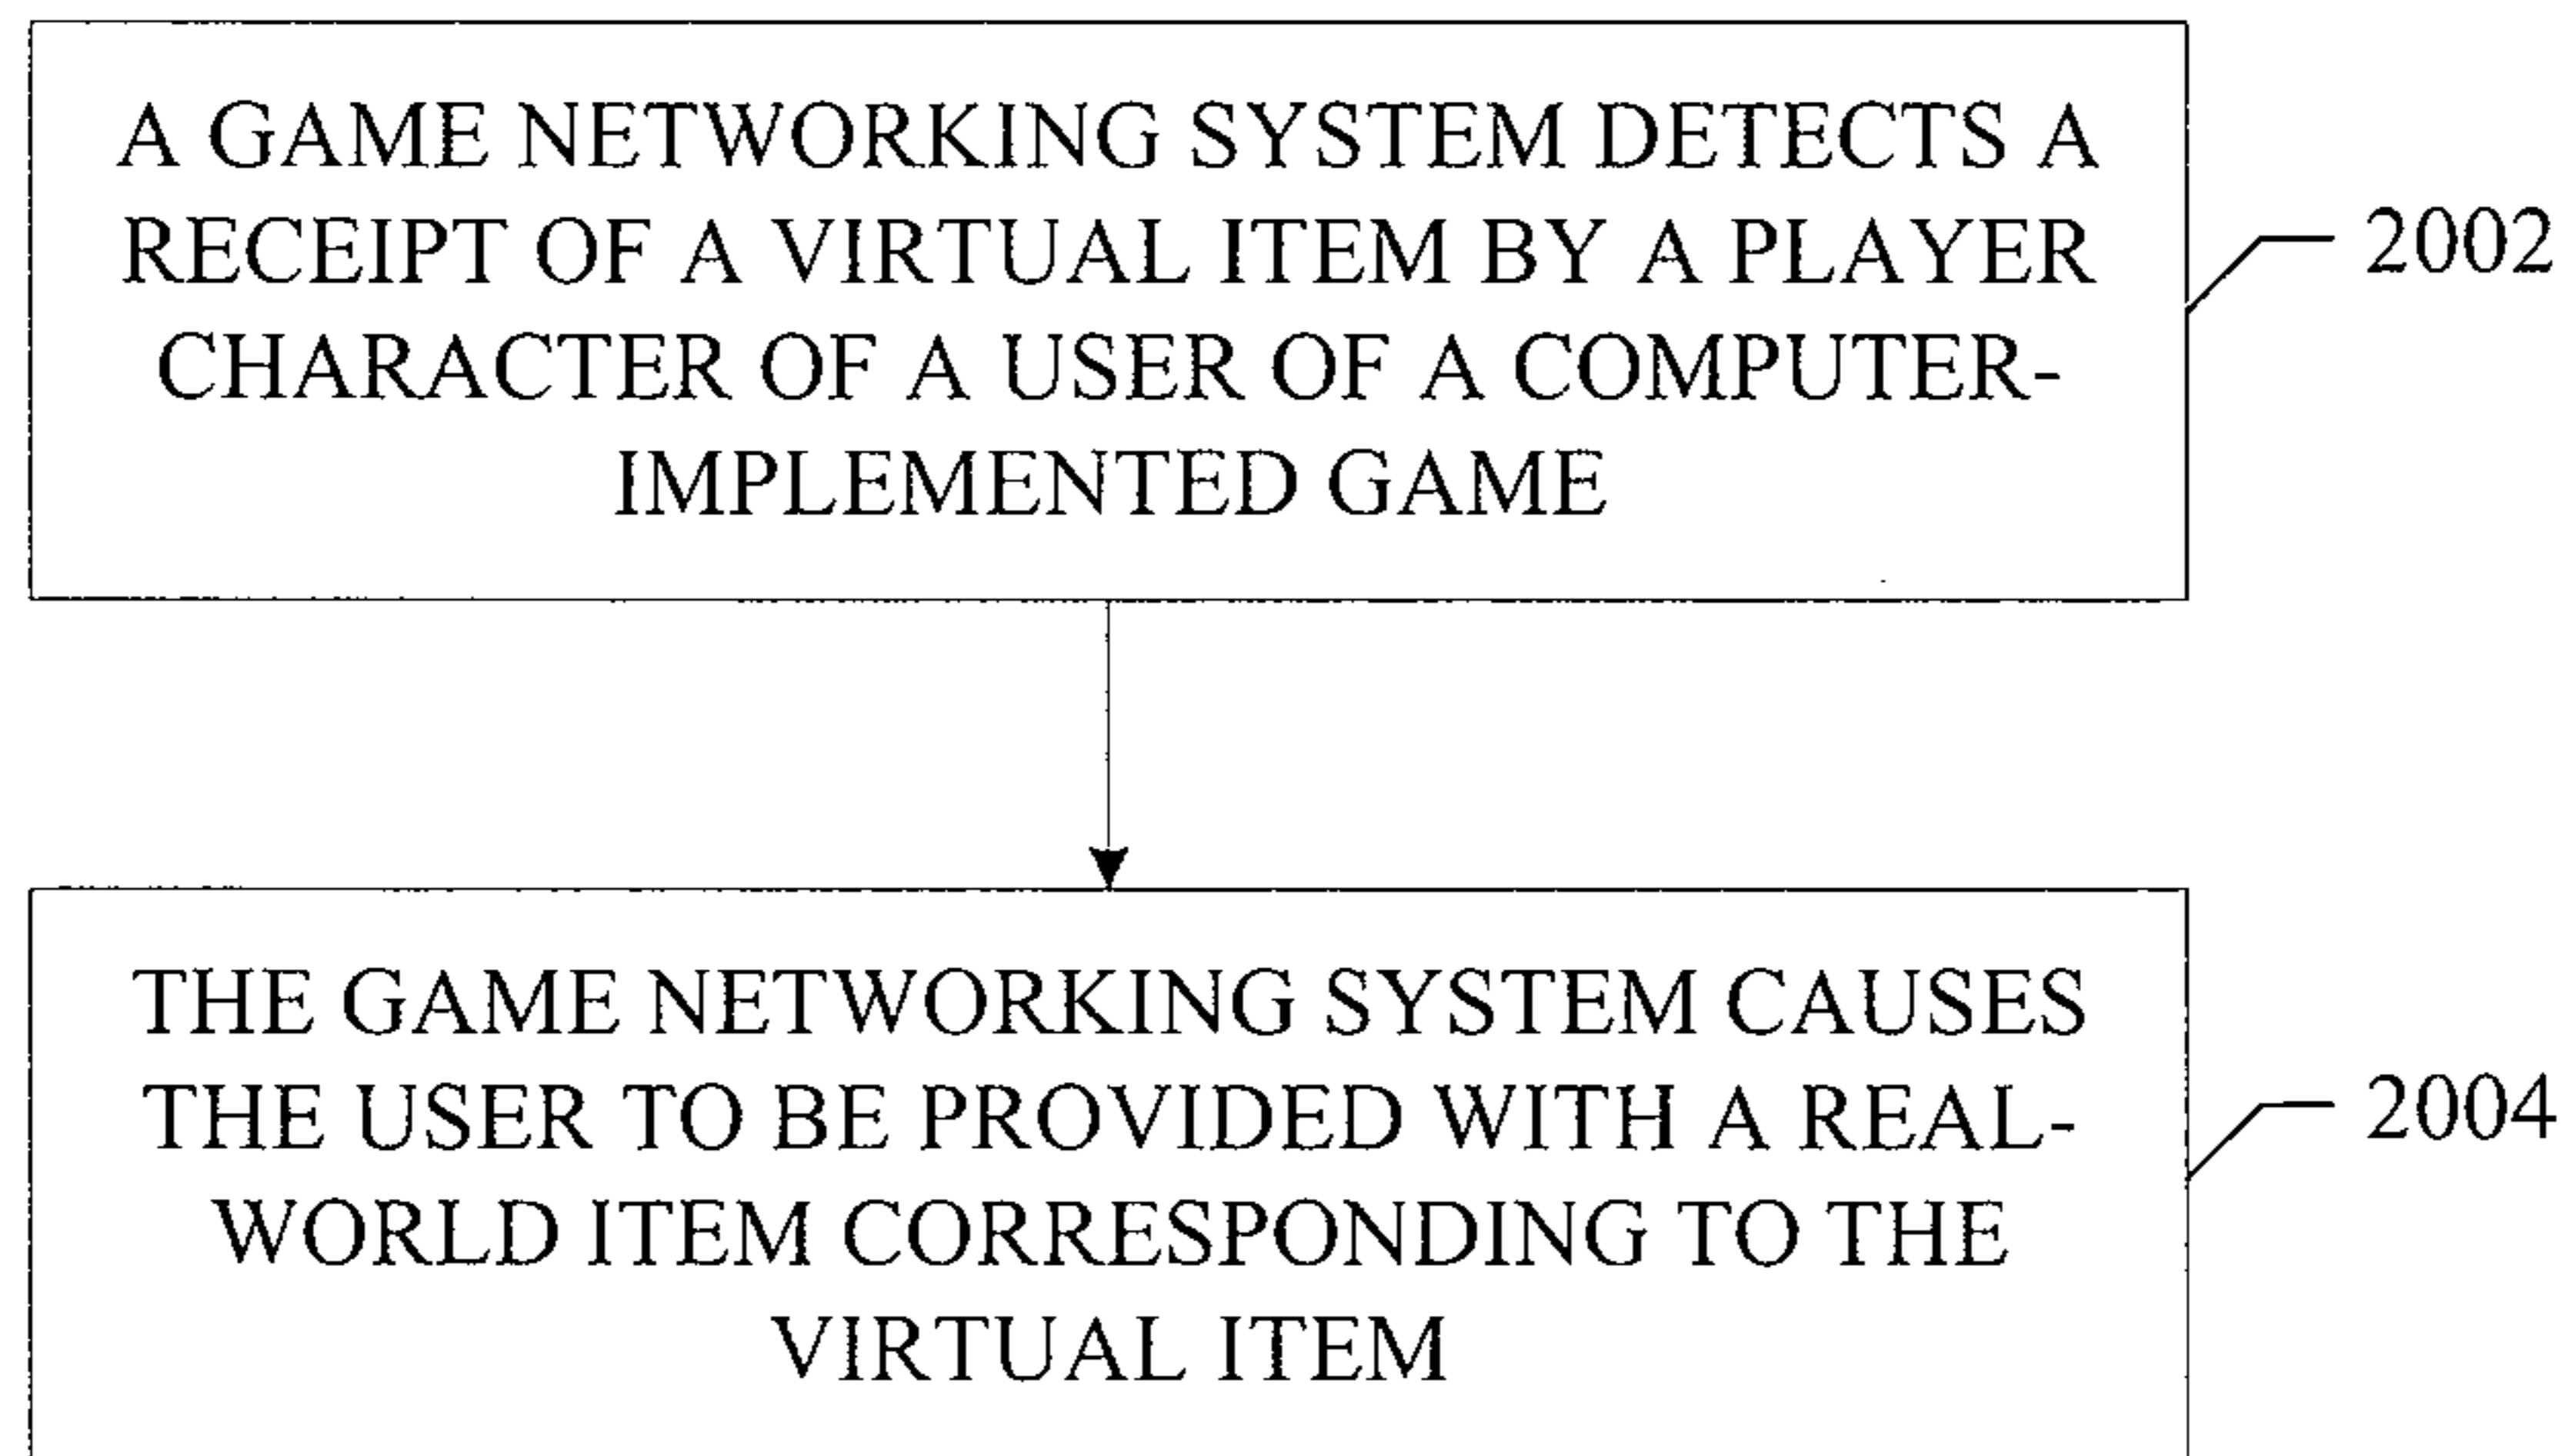 A GAME NETWORKING SYSTEM DETECTS A
RECEIPT OF A VIRTUAL ITEM BY A PLAYER
CHARACTER OF A USER OF A COMPUTER-
IMPLEMENTED GAME
2002
THE GAME NETWORKING SYSTEM CAUSES
THE USER TO BE PROVIDED WITH A REAL-
WORLD ITEM CORRESPONDING TO THE
VIRTUAL ITEM
2004